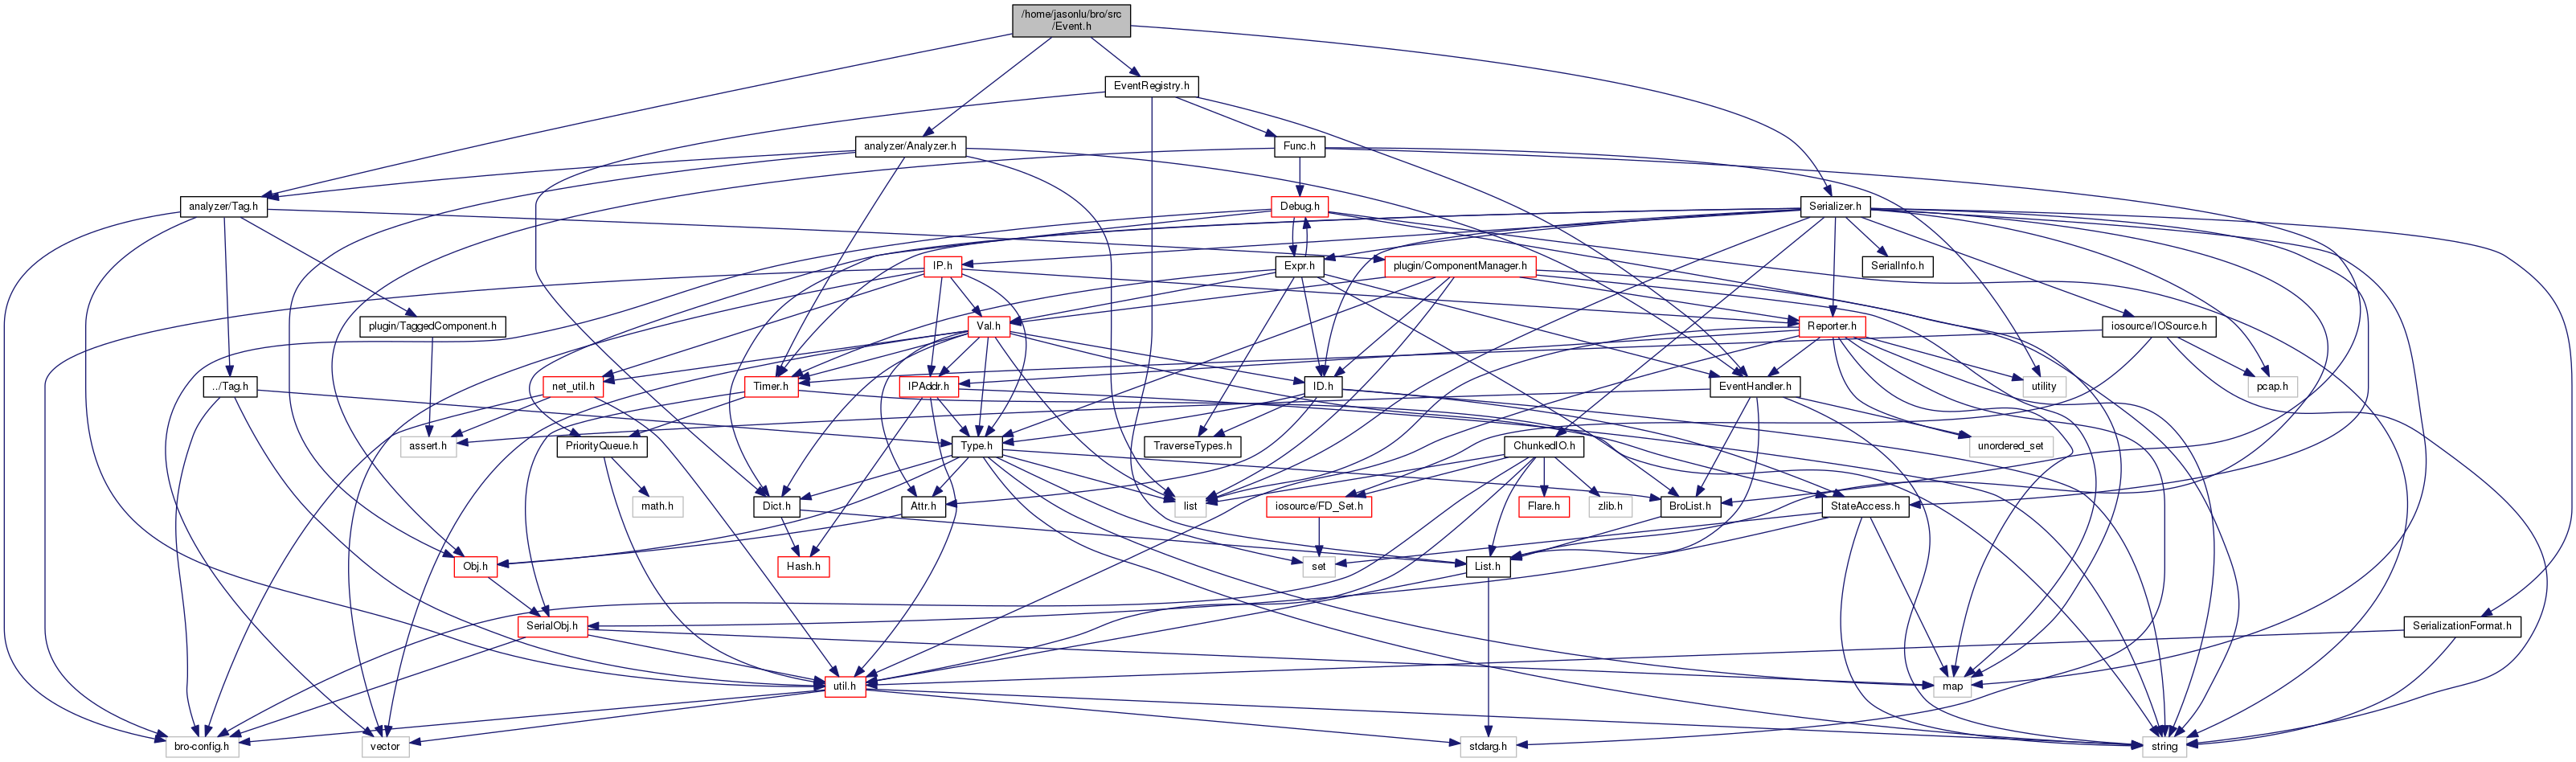 /home/jasonlu/bro/src
/Event.h
EventRegistry.h
analyzer/Analyzer.h
Func.h
analyzer/Tag.h
Debug.h
Serializer.h
IP.h
Expr.h
plugin/ComponentManager.h
SerialInfo.h
plugin/TaggedComponent.h
Val.h
Reporter.h
iosource/IOSource.h
../Tag.h
net_util.h
Timer.h
IPAddr.h
ID.h
EventHandler.h
utility
pcap.h
assert.h
PriorityQueue.h
Type.h
TraverseTypes.h
ChunkedIO.h
unordered_set
math.h
Dict.h
Attr.h
list
iosource/FD_Set.h
Flare.h
zlib.h
BroList.h
StateAccess.h
Obj.h
Hash.h
set
List.h
SerialObj.h
SerializationFormat.h
util.h
map
bro-config.h
vector
stdarg.h
string